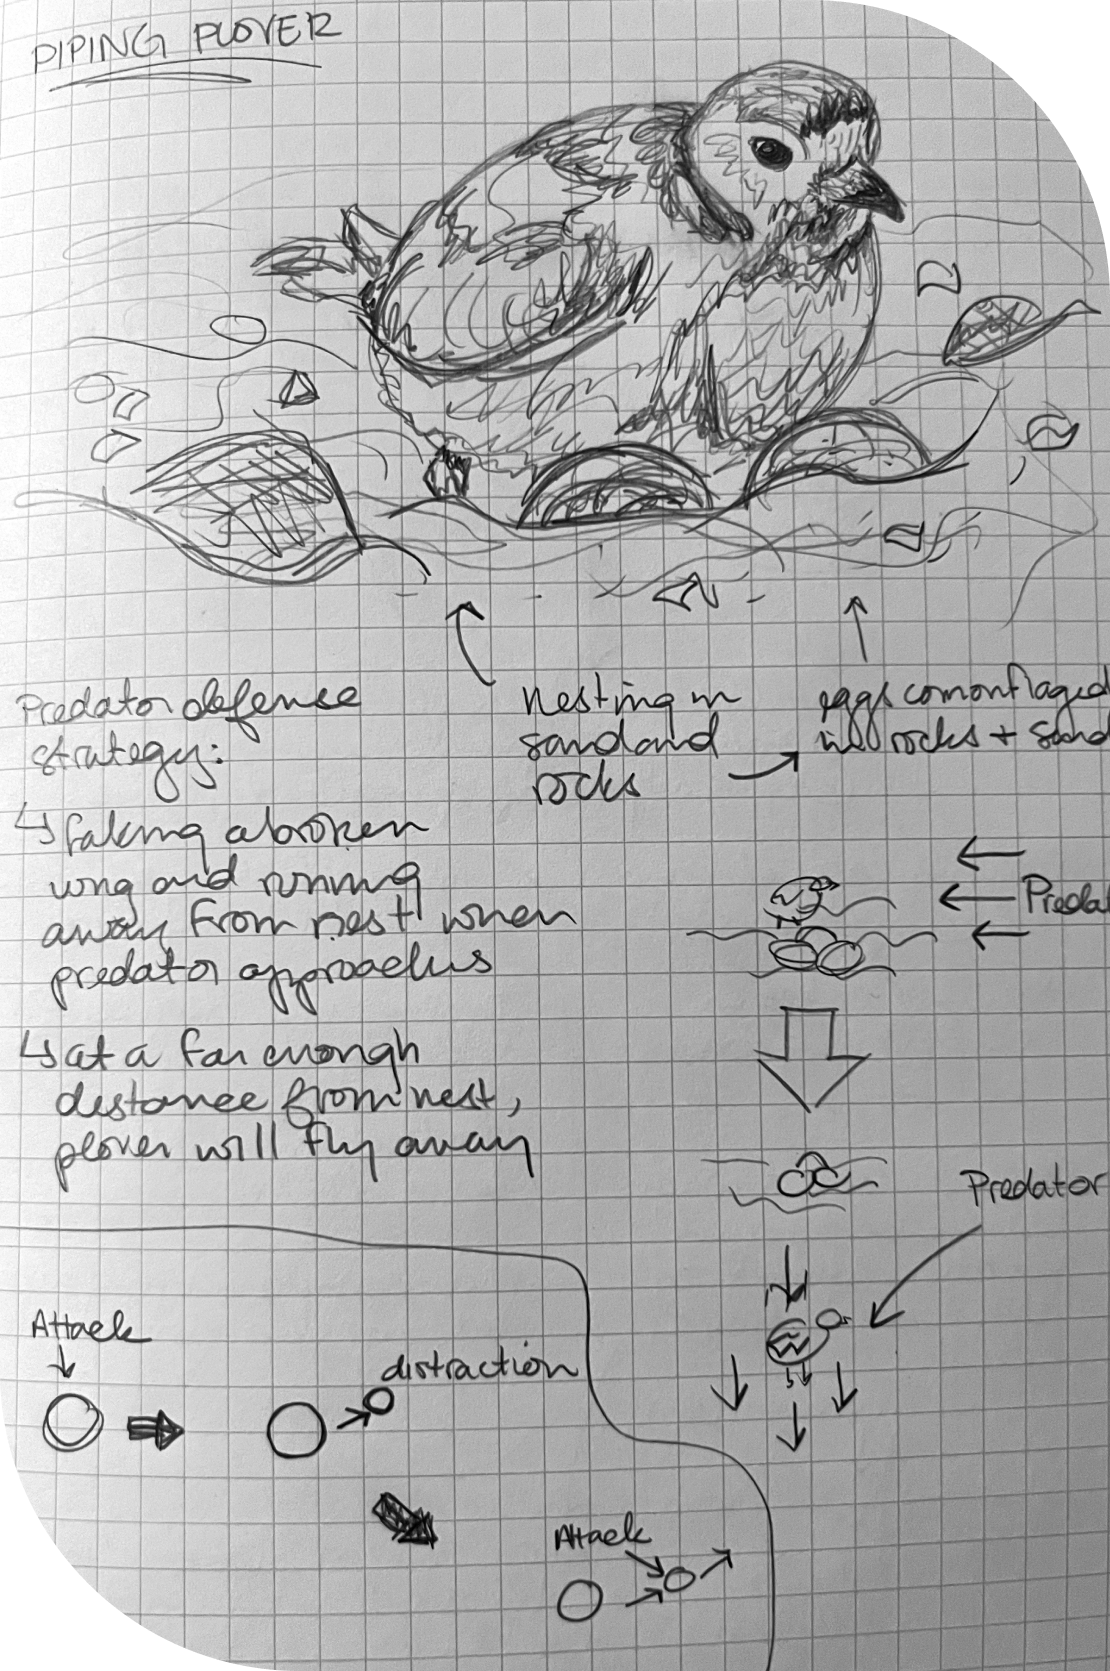 PIPING PLOVER
Predator defense
strategy:
↳ faking a broken
wing and running
away from nest when
predator approaches
↳ at a far enough
distance from nest,
plover will fly away
nesting in
sand and
rocks
eggs comonflaged
in rocks + sand
Predat
Predator
Attack
distraction
Attack